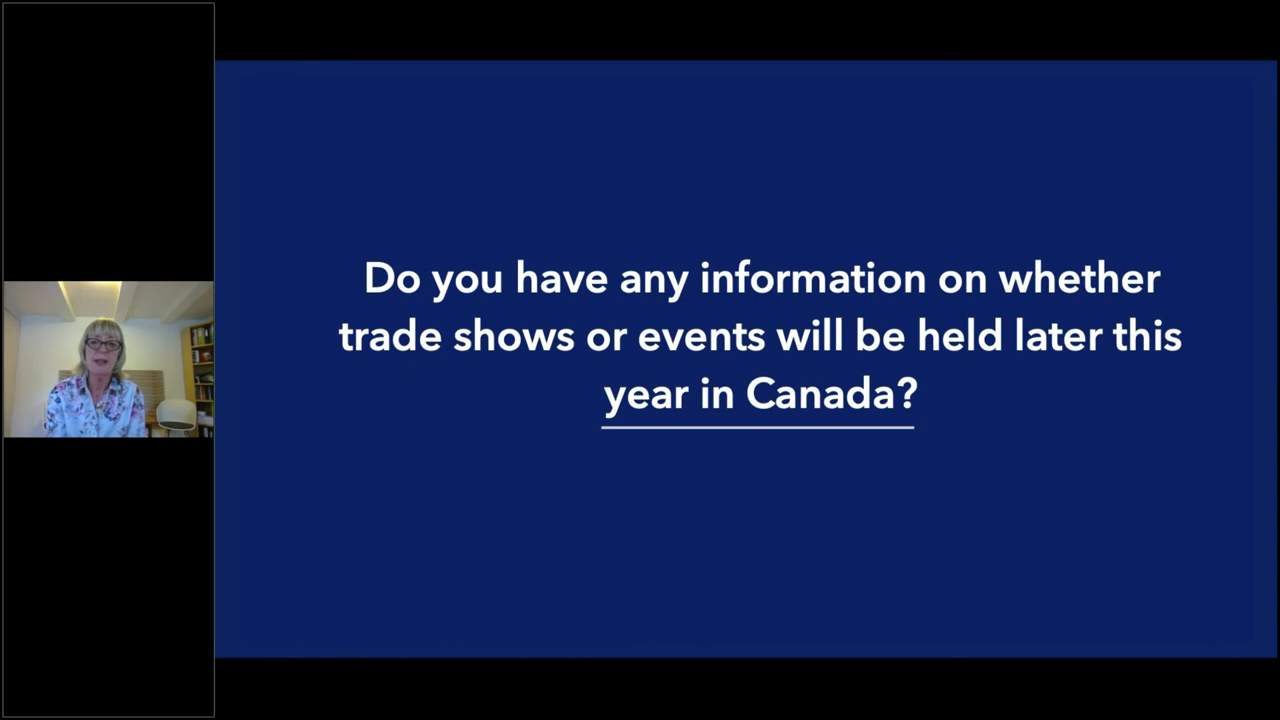 Do you have any information on whether
trade shows or events will be held later this
year in Canada?